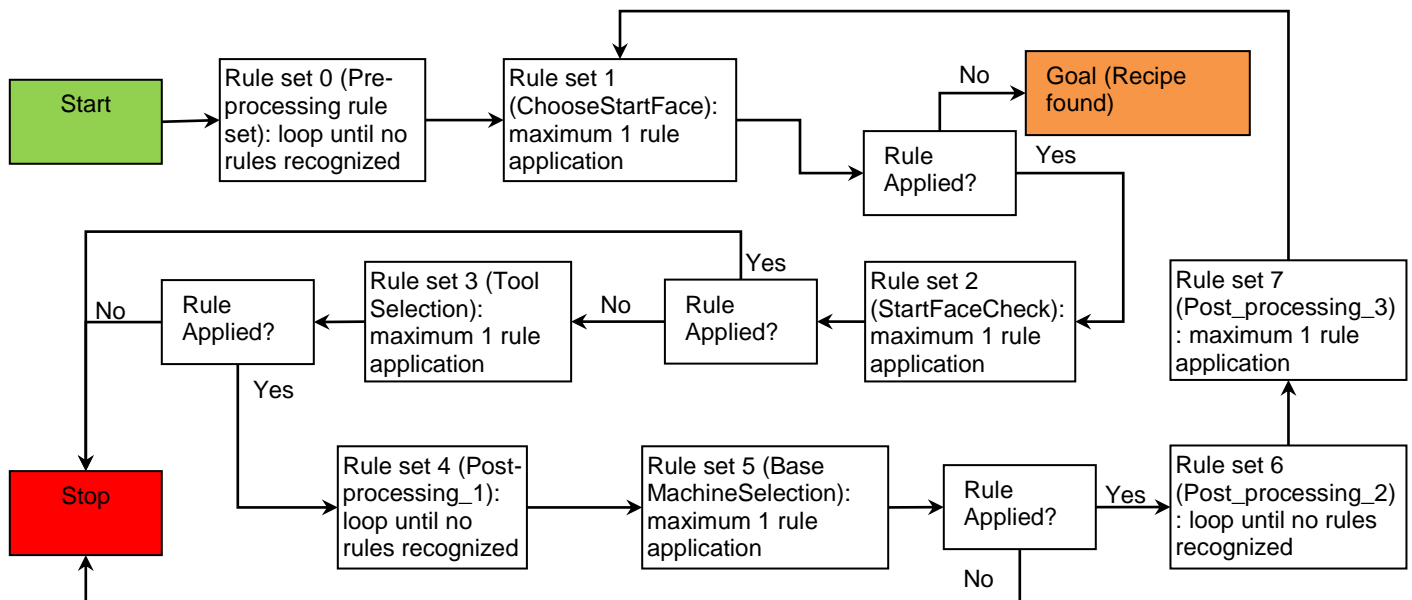 Start
Rule set 0 (Pre-
processing rule
set): loop until no
rules recognized
Rule set 1
(ChooseStartFace):
maximum 1 rule
application
Rule
Applied?
No
Goal (Recipe
found)
Yes
Rule set 2
(StartFaceCheck):
maximum 1 rule
application
Rule
Applied?
Yes
No
Rule set 3 (Tool
Selection):
maximum 1 rule
application
Rule
Applied?
No
Yes
Stop
Rule set 4 (Post-
processing_1):
loop until no
rules recognized
Rule set 5 (Base
MachineSelection):
maximum 1 rule
application
Rule
Applied?
Yes
No
Rule set 6
(Post_processing_2)
: loop until no rules
recognized
Rule set 7
(Post_processing_3)
: maximum 1 rule
application